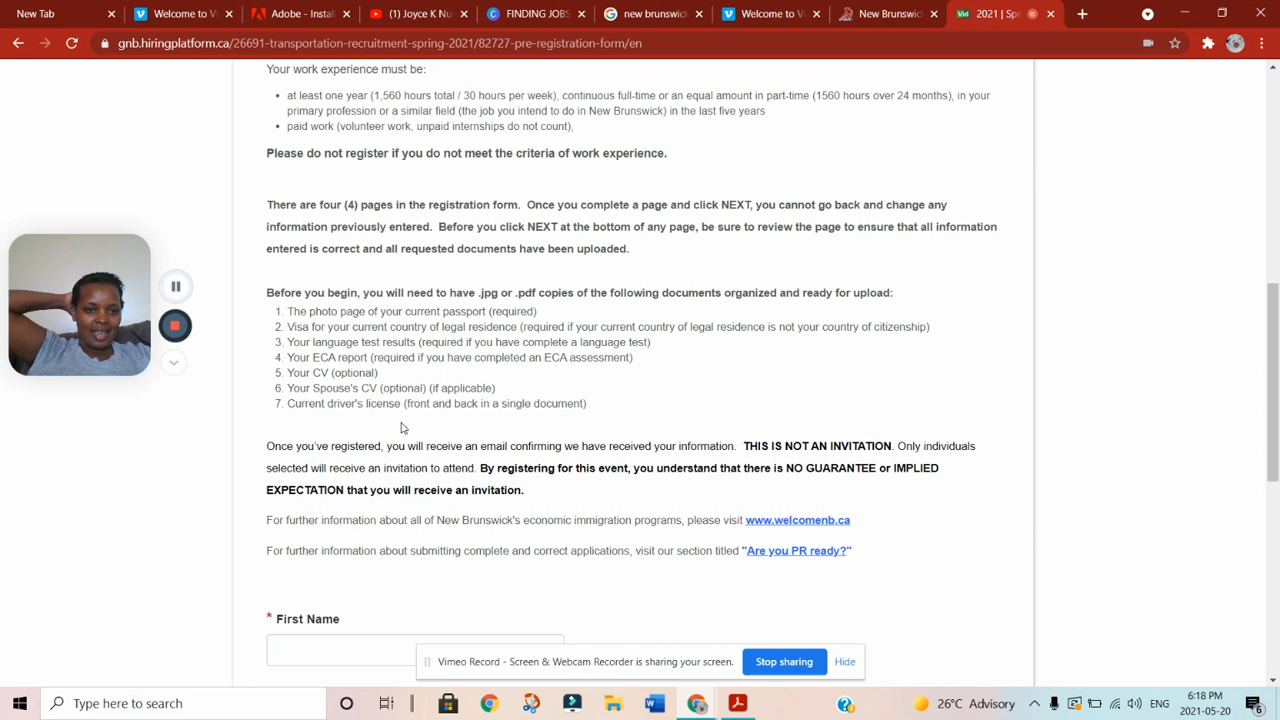 New Tab
Welcome to Vi
Adobe - Install
(1) Joyce K Nu
FINDING JOBS
new brunswick
Welcome to Vi
New Brunswick
Vid
2021 | Sp
gnb.hiringplatform.ca/26691-transportation-recruitment-spring-2021/82727-pre-registration-form/en
Your work experience must be:
• at least one year (1,560 hours total / 30 hours per week), continuous full-time or an equal amount in part-time (1560 hours over 24 months), in your
primary profession or a similar field (the job you intend to do in New Brunswick) in the last five years
• paid work (volunteer work, unpaid internships do not count),
Please do not register if you do not meet the criteria of work experience.
There are four (4) pages in the registration form. Once you complete a page and click NEXT, you cannot go back and change any
information previously entered. Before you click NEXT at the bottom of any page, be sure to review the page to ensure that all information
entered is correct and all requested documents have been uploaded.
Before you begin, you will need to have .jpg or .pdf copies of the following documents organized and ready for upload:
1. The photo page of your current passport (required)
2. Visa for your current country of legal residence (required if your current country of legal residence is not your country of citizenship)
3. Your language test results (required if you have complete a language test)
4. Your ECA report (required if you have completed an ECA assessment)
5. Your CV (optional)
6. Your Spouse's CV (optional) (if applicable)
7. Current driver's license (front and back in a single document)
Once you've registered, you will receive an email confirming we have received your information. THIS IS NOT AN INVITATION. Only individuals
selected will receive an invitation to attend. By registering for this event, you understand that there is NO GUARANTEE or IMPLIED
EXPECTATION that you will receive an invitation.
For further information about all of New Brunswick's economic immigration programs, please visit www.welcomenb.ca
For further information about submitting complete and correct applications, visit our section titled "Are you PR ready?"
* First Name
Vimeo Record - Screen & Webcam Recorder is sharing your screen.
Stop sharing
Hide
Type here to search
26°C Advisory
ENG
6:18 PM
2021-05-20
6